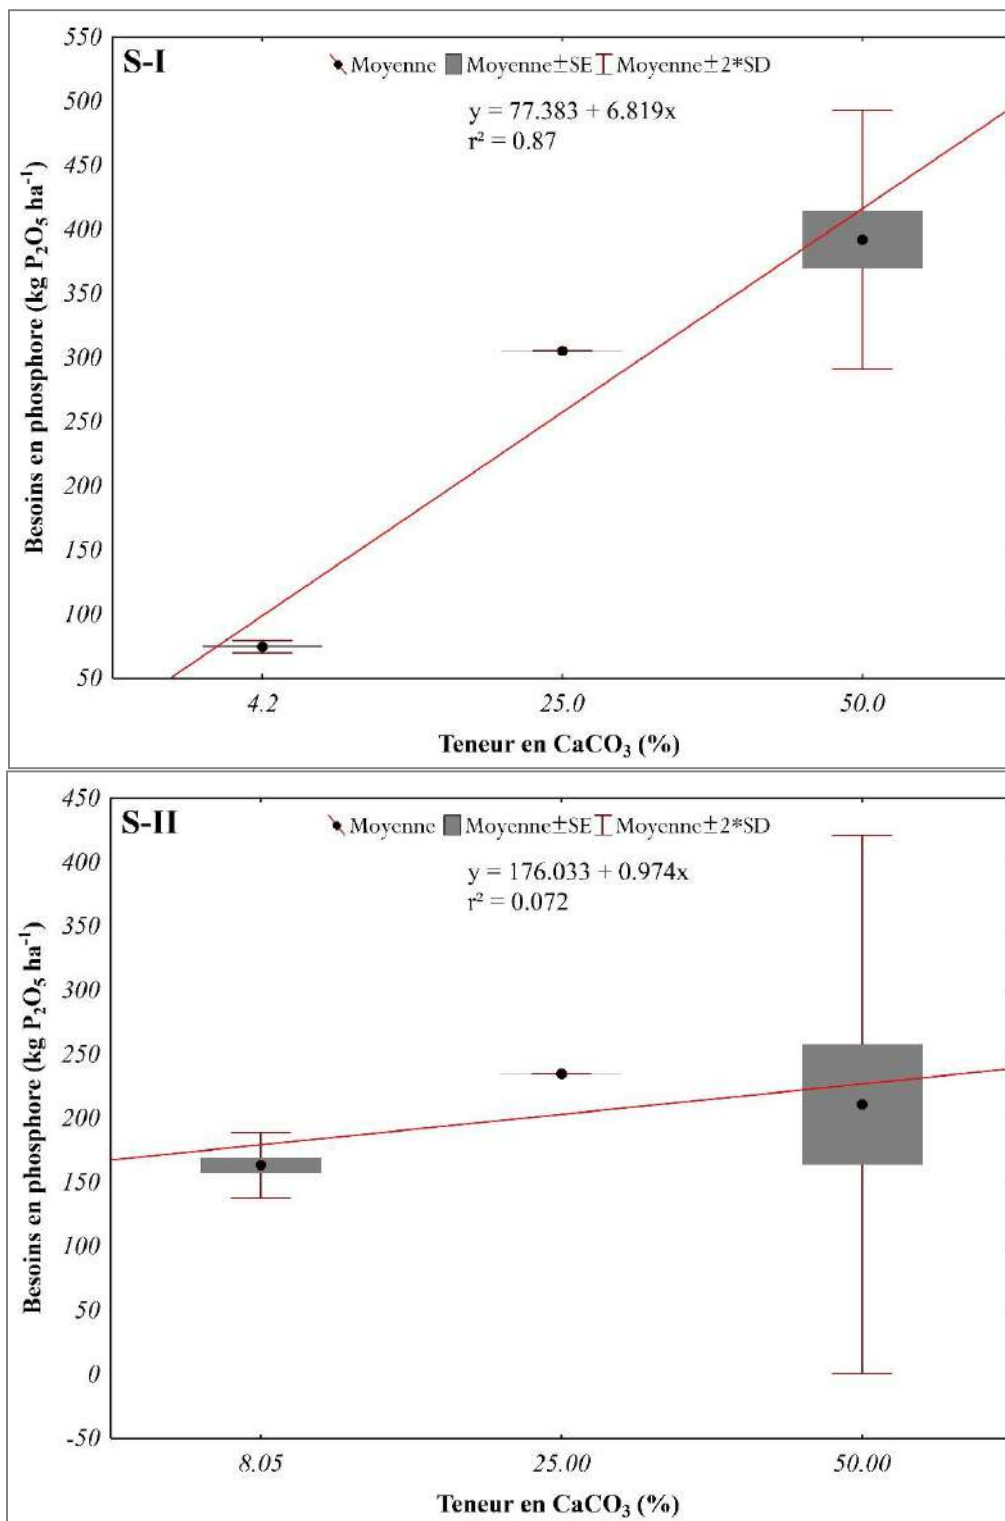 S-I
Moyenne Moyenne±SE Moyenne±2*SD
y = 77.383 + 6.819x
r² = 0.87
Besoins en phosphore (kg P₂O₅ ha⁻¹)
550
500
450
400
350
300
250
200
150
100
50
4.2 25.0 50.0
Teneur en CaCO₃ (%)
S-II
Moyenne Moyenne±SE Moyenne±2*SD
y = 176.033 + 0.974x
r² = 0.072
Besoins en phosphore (kg P₂O₅ ha⁻¹)
450
400
350
300
250
200
150
100
50
0
-50
8.05 25.00 50.00
Teneur en CaCO₃ (%)